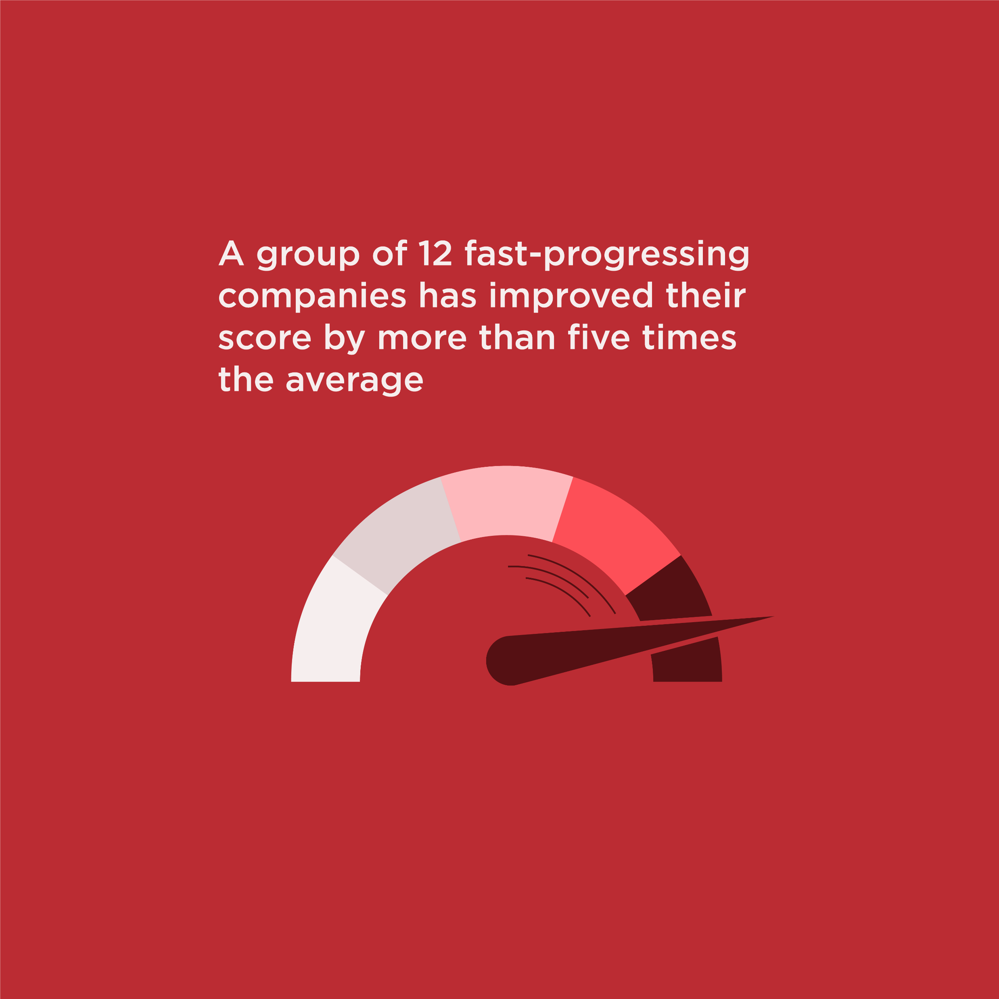 A group of 12 fast-progressing
companies has improved their
score by more than five times
the average